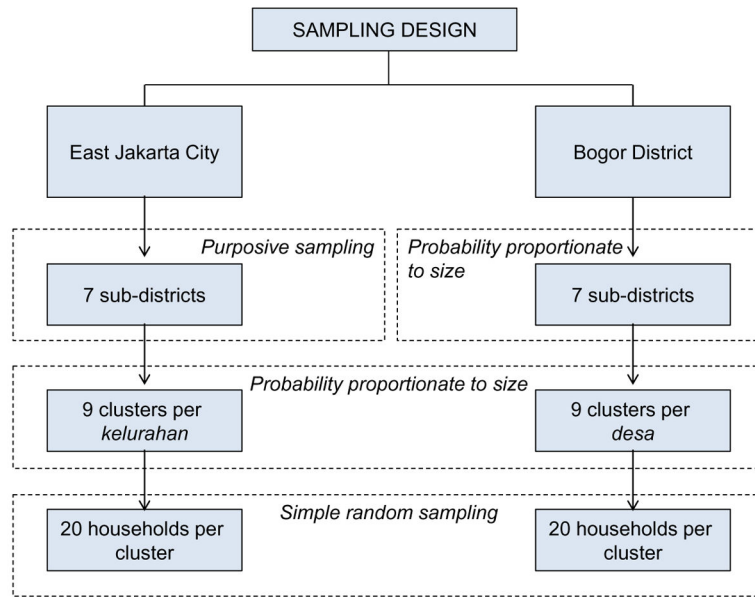 SAMPLING DESIGN
East Jakarta City
Bogor District
Purposive sampling
Probability proportionate
to size
7 sub-districts
7 sub-districts
Probability proportionate to size
9 clusters per
kelurahan
9 clusters per
desa
Simple random sampling
20 households per
cluster
20 households per
cluster